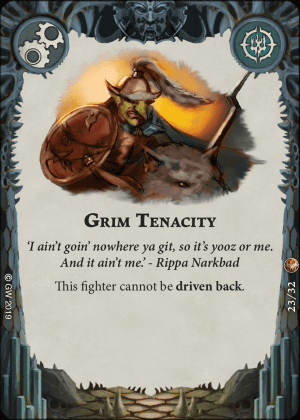 GRIM TENACITY
‘I ain’t goin’ nowhere ya git, so it’s yooz or me.
And it ain’t me.’ - Rippa Narkbad
This fighter cannot be driven back.
© GW 2019
23/32